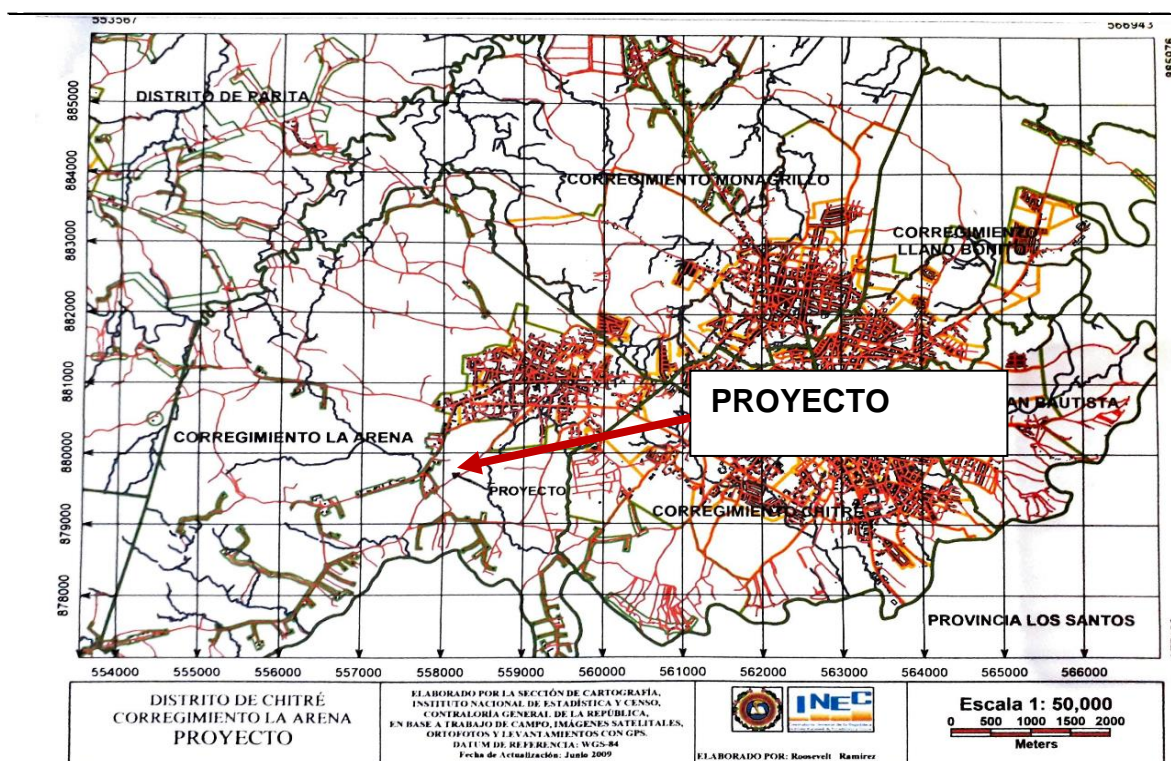 553567
566943
885000
884000
883000
882000
881000
880000
879000
878000
DISTRITO DE PARITA
CORREGIMIENTO MONAGRILLO
CORREGIMIENTO
LLANO BONITO
PROYECTO
AN BAUTISTA
CORREGIMIENTO LA ARENA
PROYECTO
CORREGIMIENTO CHITRE
PROVINCIA LOS SANTOS
554000 555000 556000 557000 558000 559000 560000 561000 562000 563000 564000 565000 566000
DISTRITO DE CHITRÉ
CORREGIMIENTO LA ARENA
PROYECTO
ELABORADO POR LA SECCIÓN DE CARTOGRAFÍA,
INSTITUTO NACIONAL DE ESTADÍSTICA Y CENSO,
CONTRALORÍA GENERAL DE LA REPÚBLICA,
EN BASE A TRABAJO DE CAMPO, IMÁGENES SATELITALES,
ORTOFOTOS Y LEVANTAMIENTOS CON GPS.
DATUM DE REFERENCIA: WGS-84
Fecha de Actualización: Junio 2009
INEC
ELABORADO POR: Roosevelt Ramírez
Escala 1: 50,000
0 500 1000 1500 2000
Meters